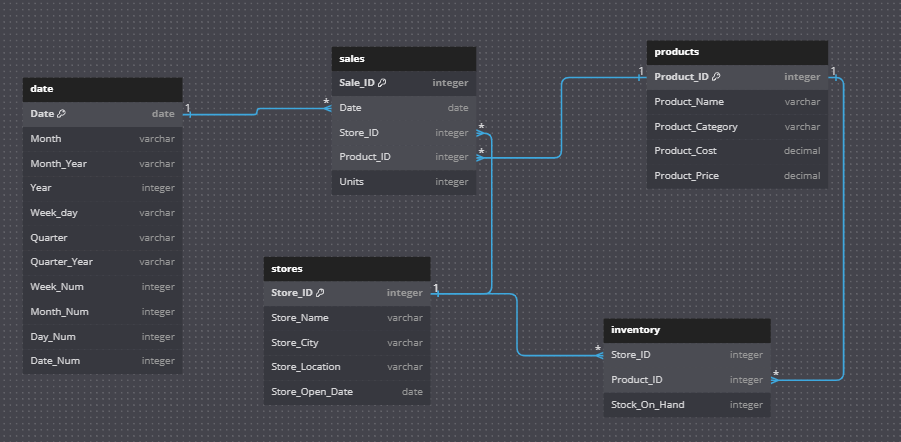 date
Date date
Month varchar
Month_Year varchar
Year integer
Week_day varchar
Quarter varchar
Quarter_Year varchar
Week_Num integer
Month_Num integer
Day_Num integer
Date_Num integer
1
*
sales
Sale_ID integer
Date date
Store_ID integer
Product_ID integer
Units integer
*
*
1
products
Product_ID integer
Product_Name varchar
Product_Category varchar
Product_Cost decimal
Product_Price decimal
1
stores
Store_ID integer
Store_Name varchar
Store_City varchar
Store_Location varchar
Store_Open_Date date
1
*
inventory
Store_ID integer
Product_ID integer
Stock_On_Hand integer
*